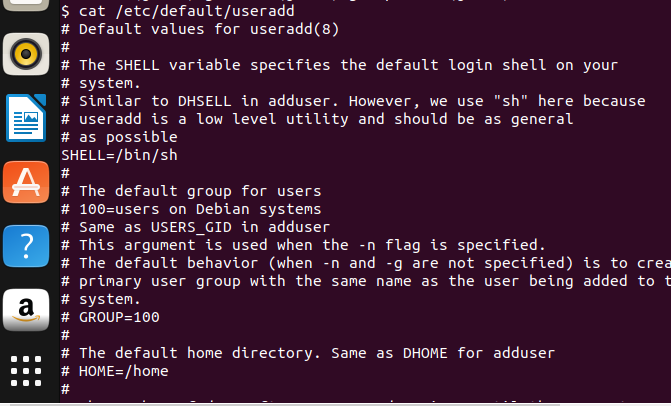 $ cat /etc/default/useradd
# Default values for useradd(8)
#
# The SHELL variable specifies the default login shell on your
# system.
# Similar to DHSELL in adduser. However, we use "sh" here because
# useradd is a low level utility and should be as general
# as possible
SHELL=/bin/sh
#
# The default group for users
# 100=users on Debian systems
# Same as USERS_GID in adduser
# This argument is used when the -n flag is specified.
# The default behavior (when -n and -g are not specified) is to crea
# primary user group with the same name as the user being added to t
# system.
# GROUP=100
#
# The default home directory. Same as DHOME for adduser
# HOME=/home
#